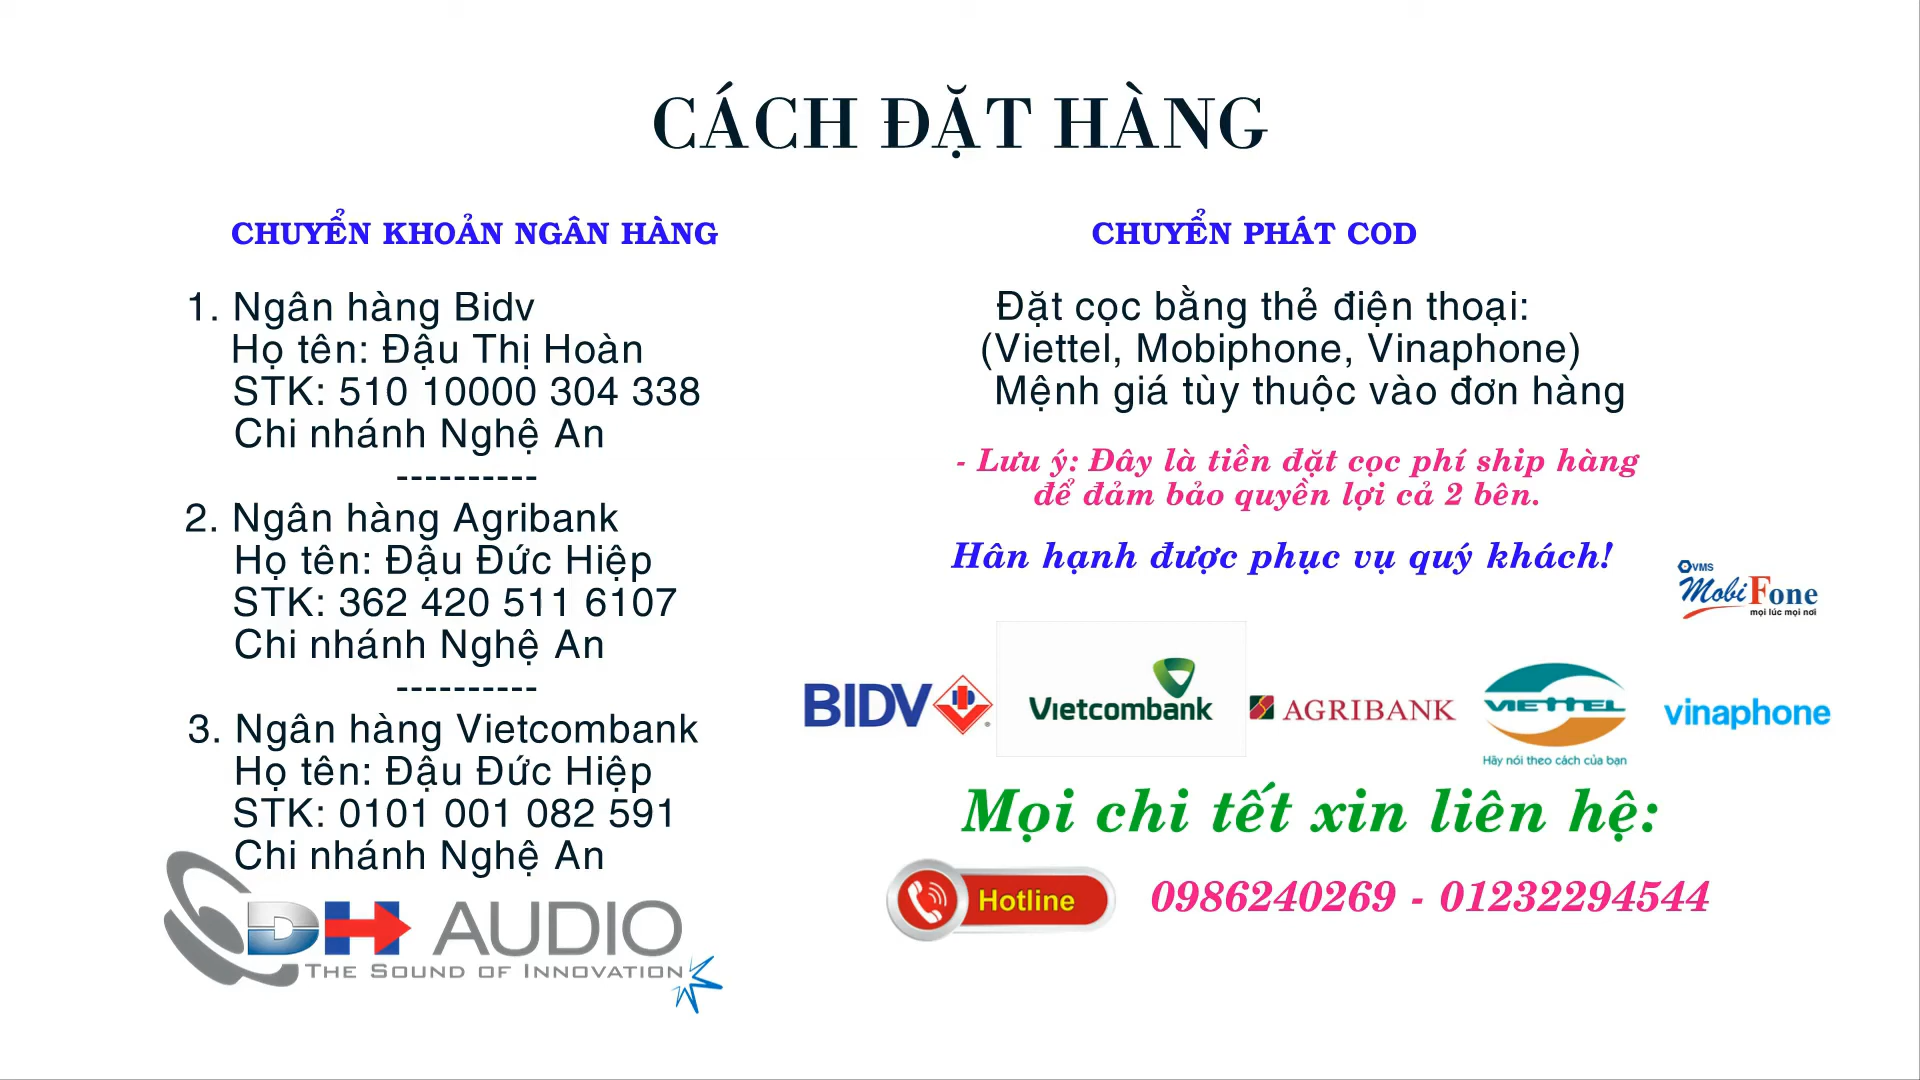 CÁCH ĐẶT HÀNG
CHUYỂN KHOẢN NGÂN HÀNG
1. Ngân hàng Bidv
Họ tên: Đậu Thị Hoàn
STK: 510 10000 304 338
Chi nhánh Nghệ An
----------
2. Ngân hàng Agribank
Họ tên: Đậu Đức Hiệp
STK: 362 420 511 6107
Chi nhánh Nghệ An
----------
3. Ngân hàng Vietcombank
Họ tên: Đậu Đức Hiệp
STK: 0101 001 082 591
Chi nhánh Nghệ An
DH AUDIO
THE SOUND OF INNOVATION
CHUYỂN PHÁT COD
Đặt cọc bằng thẻ điện thoại:
(Viettel, Mobiphone, Vinaphone)
Mệnh giá tùy thuộc vào đơn hàng
- Lưu ý: Đây là tiền đặt cọc phí ship hàng
để đảm bảo quyền lợi cả 2 bên.
Hân hạnh được phục vụ quý khách!
VMS
MobiFone
mọi lúc mọi nơi
BIDV
Vietcombank
AGRIBANK
VIETTEL
Hãy nói theo cách của bạn
vinaphone
Mọi chi tết xin liên hệ:
Hotline
0986240269 - 01232294544